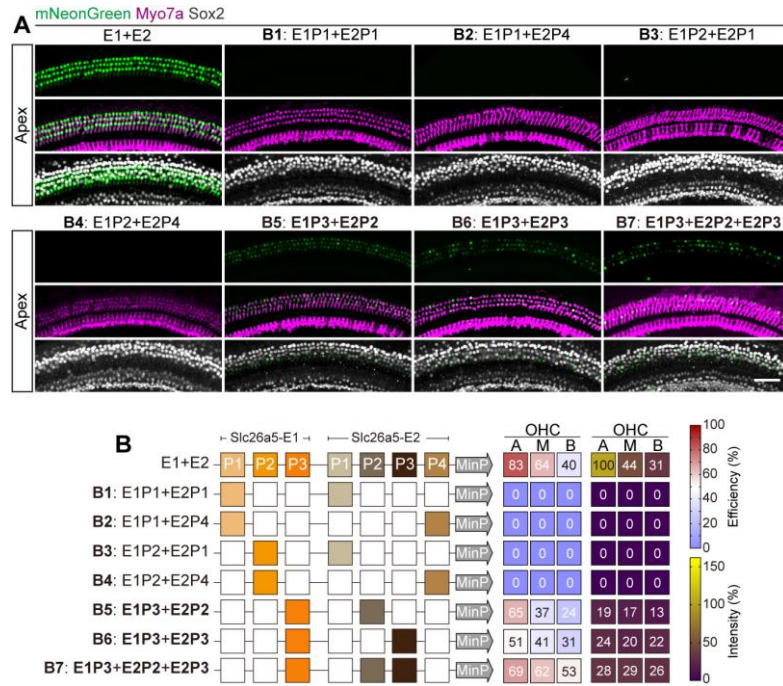 mNeonGreen Myo7a Sox2
A
E1+E2 B1: E1P1+E2P1 B2: E1P1+E2P4 B3: E1P2+E2P1
Apex
B4: E1P2+E2P4 B5: E1P3+E2P2 B6: E1P3+E2P3 B7: E1P3+E2P2+E2P3
Apex
B
Slc26a5-E1 Slc26a5-E2 OHC OHC
A M B A M B
E1+E2 P1 P2 P3 P1 P2 P3 P4 MinP 83 64 40 100 44 31
B1: E1P1+E2P1 MinP 0 0 0 0 0 0
B2: E1P1+E2P4 MinP 0 0 0 0 0 0
B3: E1P2+E2P1 MinP 0 0 0 0 0 0
B4: E1P2+E2P4 MinP 0 0 0 0 0 0
B5: E1P3+E2P2 MinP 65 37 24 19 17 13
B6: E1P3+E2P3 MinP 51 41 31 24 20 22
B7: E1P3+E2P2+E2P3 MinP 69 62 53 28 29 26
100
80
60
40
20
0
Efficiency (%)
150
100
50
0
Intensity (%)